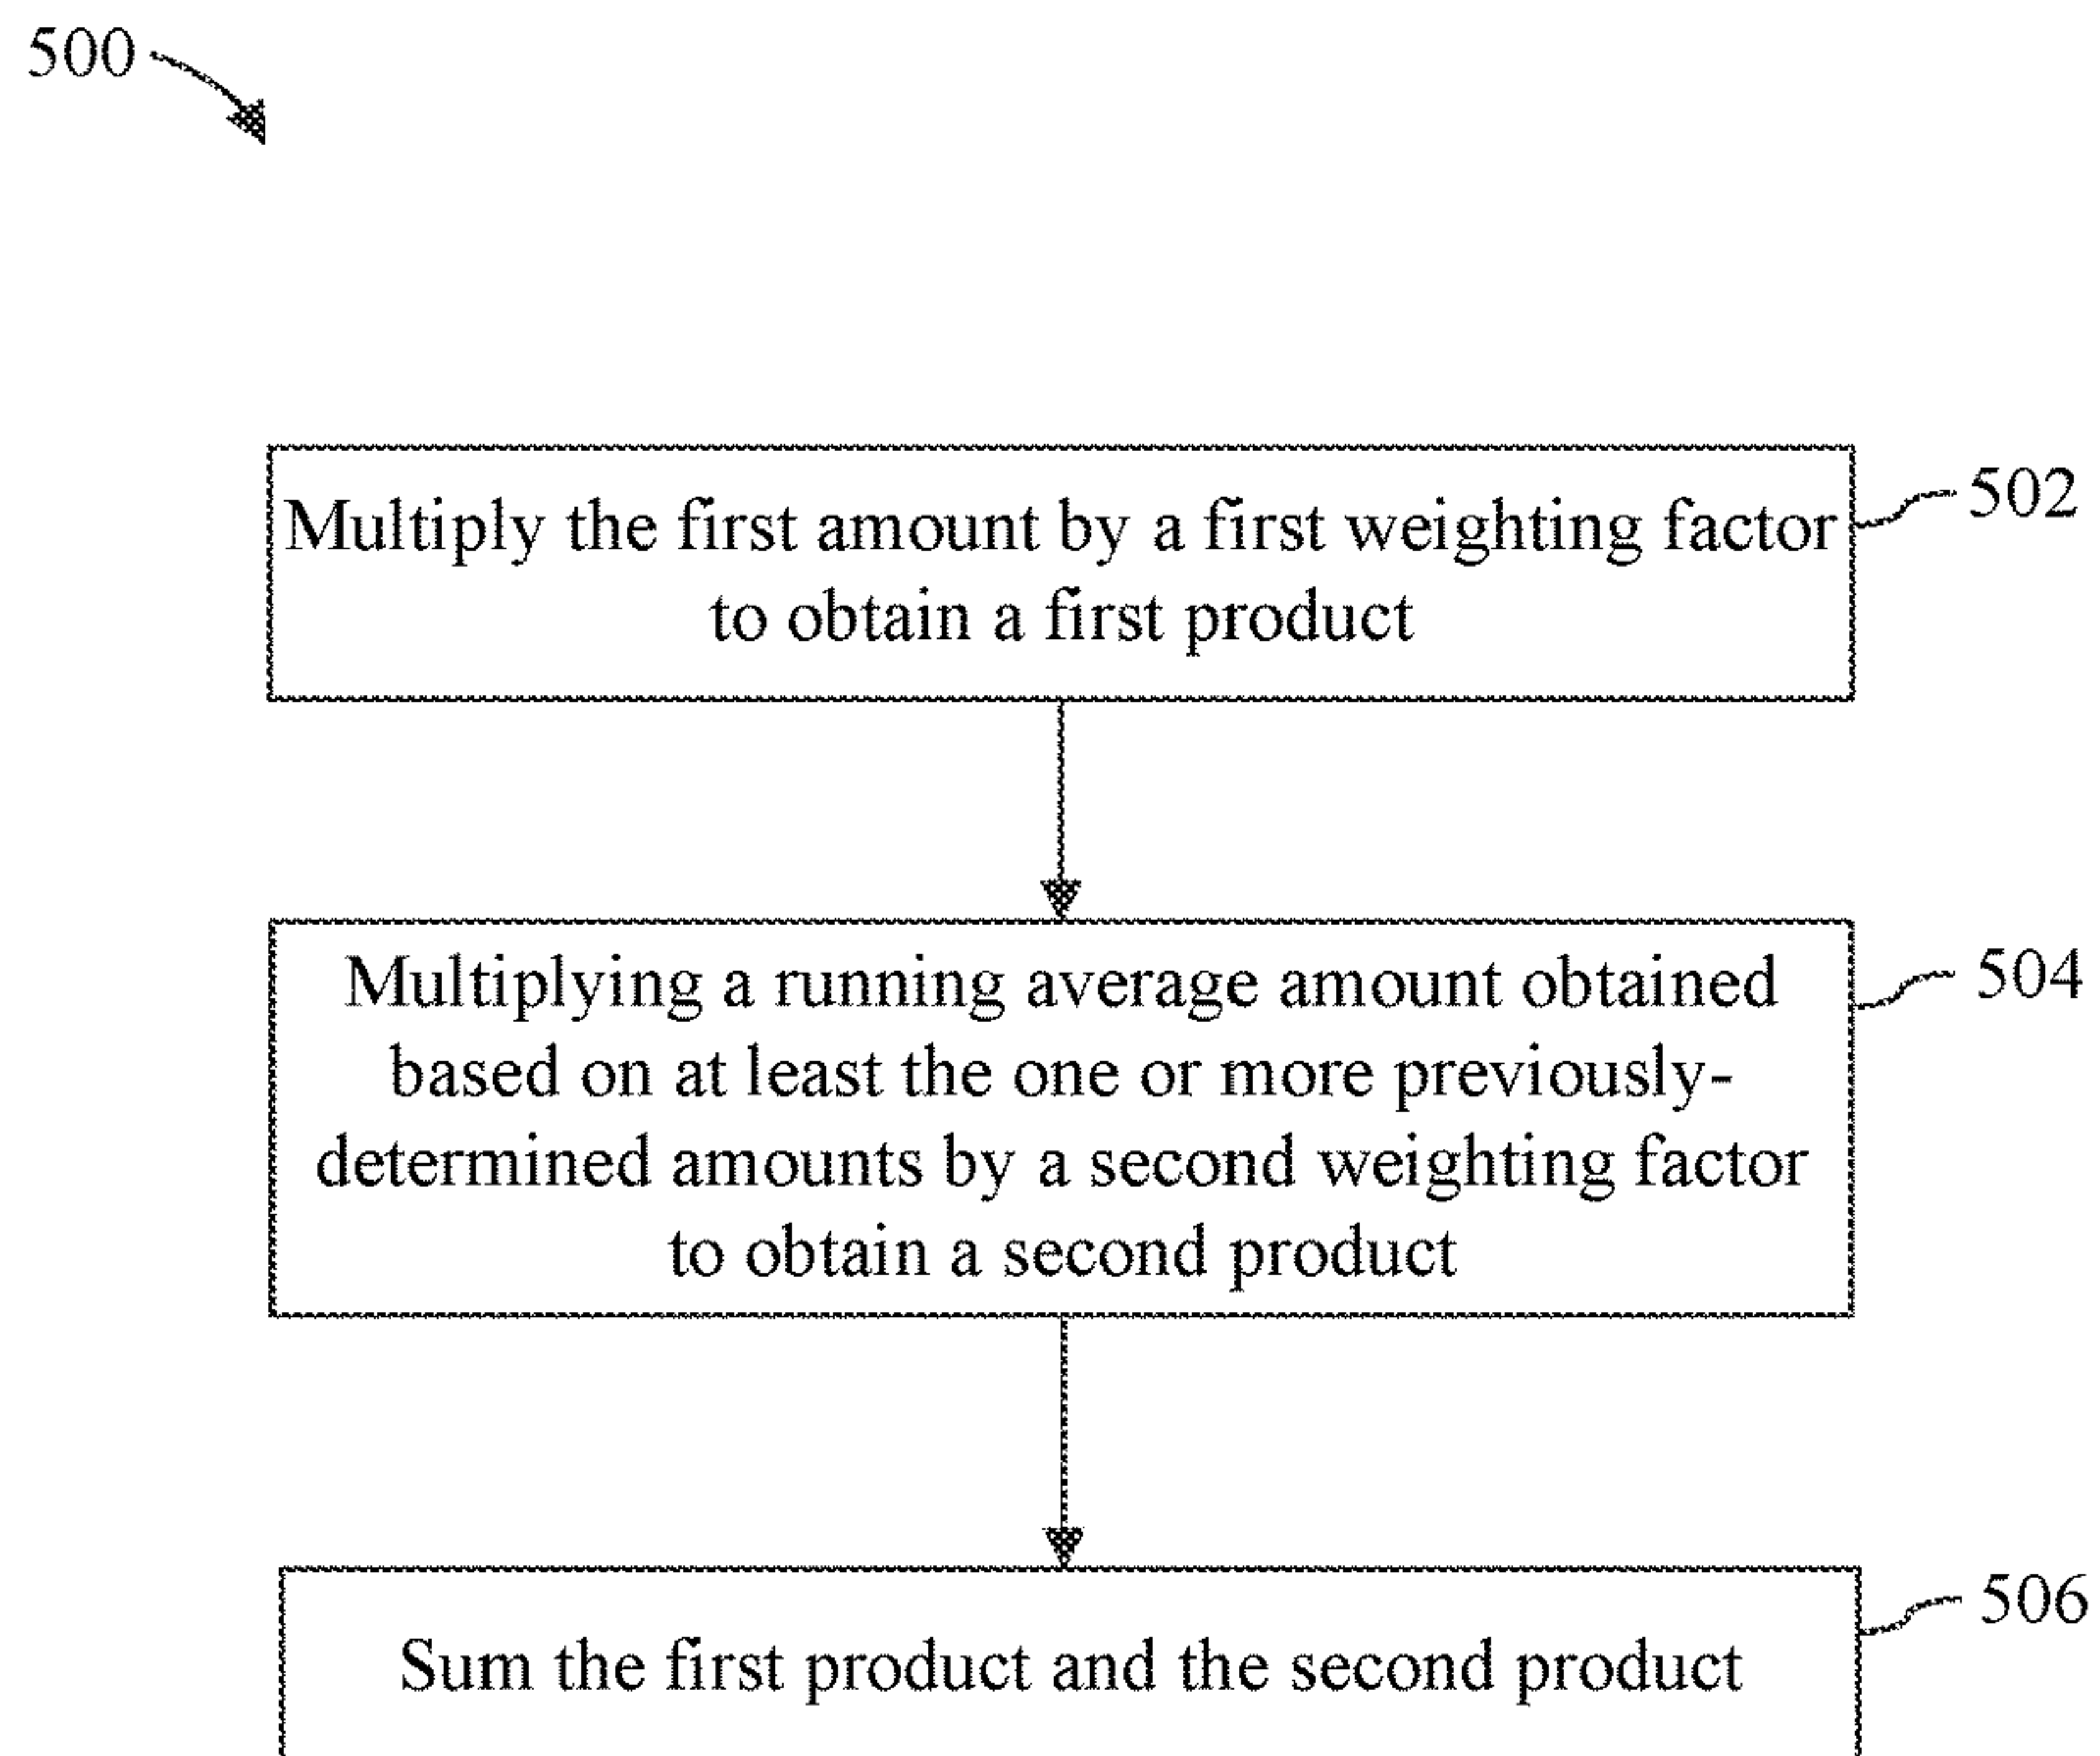 500
Multiply the first amount by a first weighting factor
502
to obtain a first product
Multiplying a running average amount obtained
504
based on at least the one or more previously-
determined amounts by a second weighting factor
to obtain a second product
506
Sum the first product and the second product